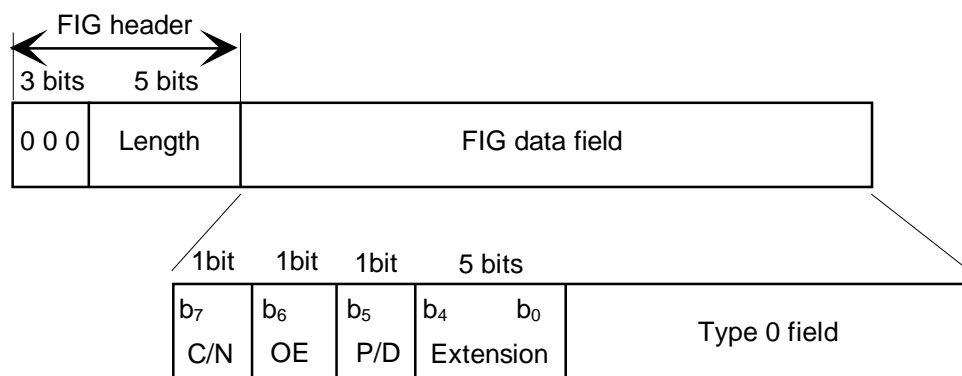 FIG header
3 bits 5 bits
0 0 0 Length FIG data field
1bit 1bit 1bit 5 bits
b₇ b₆ b₅ b₄ b₀
C/N OE P/D Extension Type 0 field